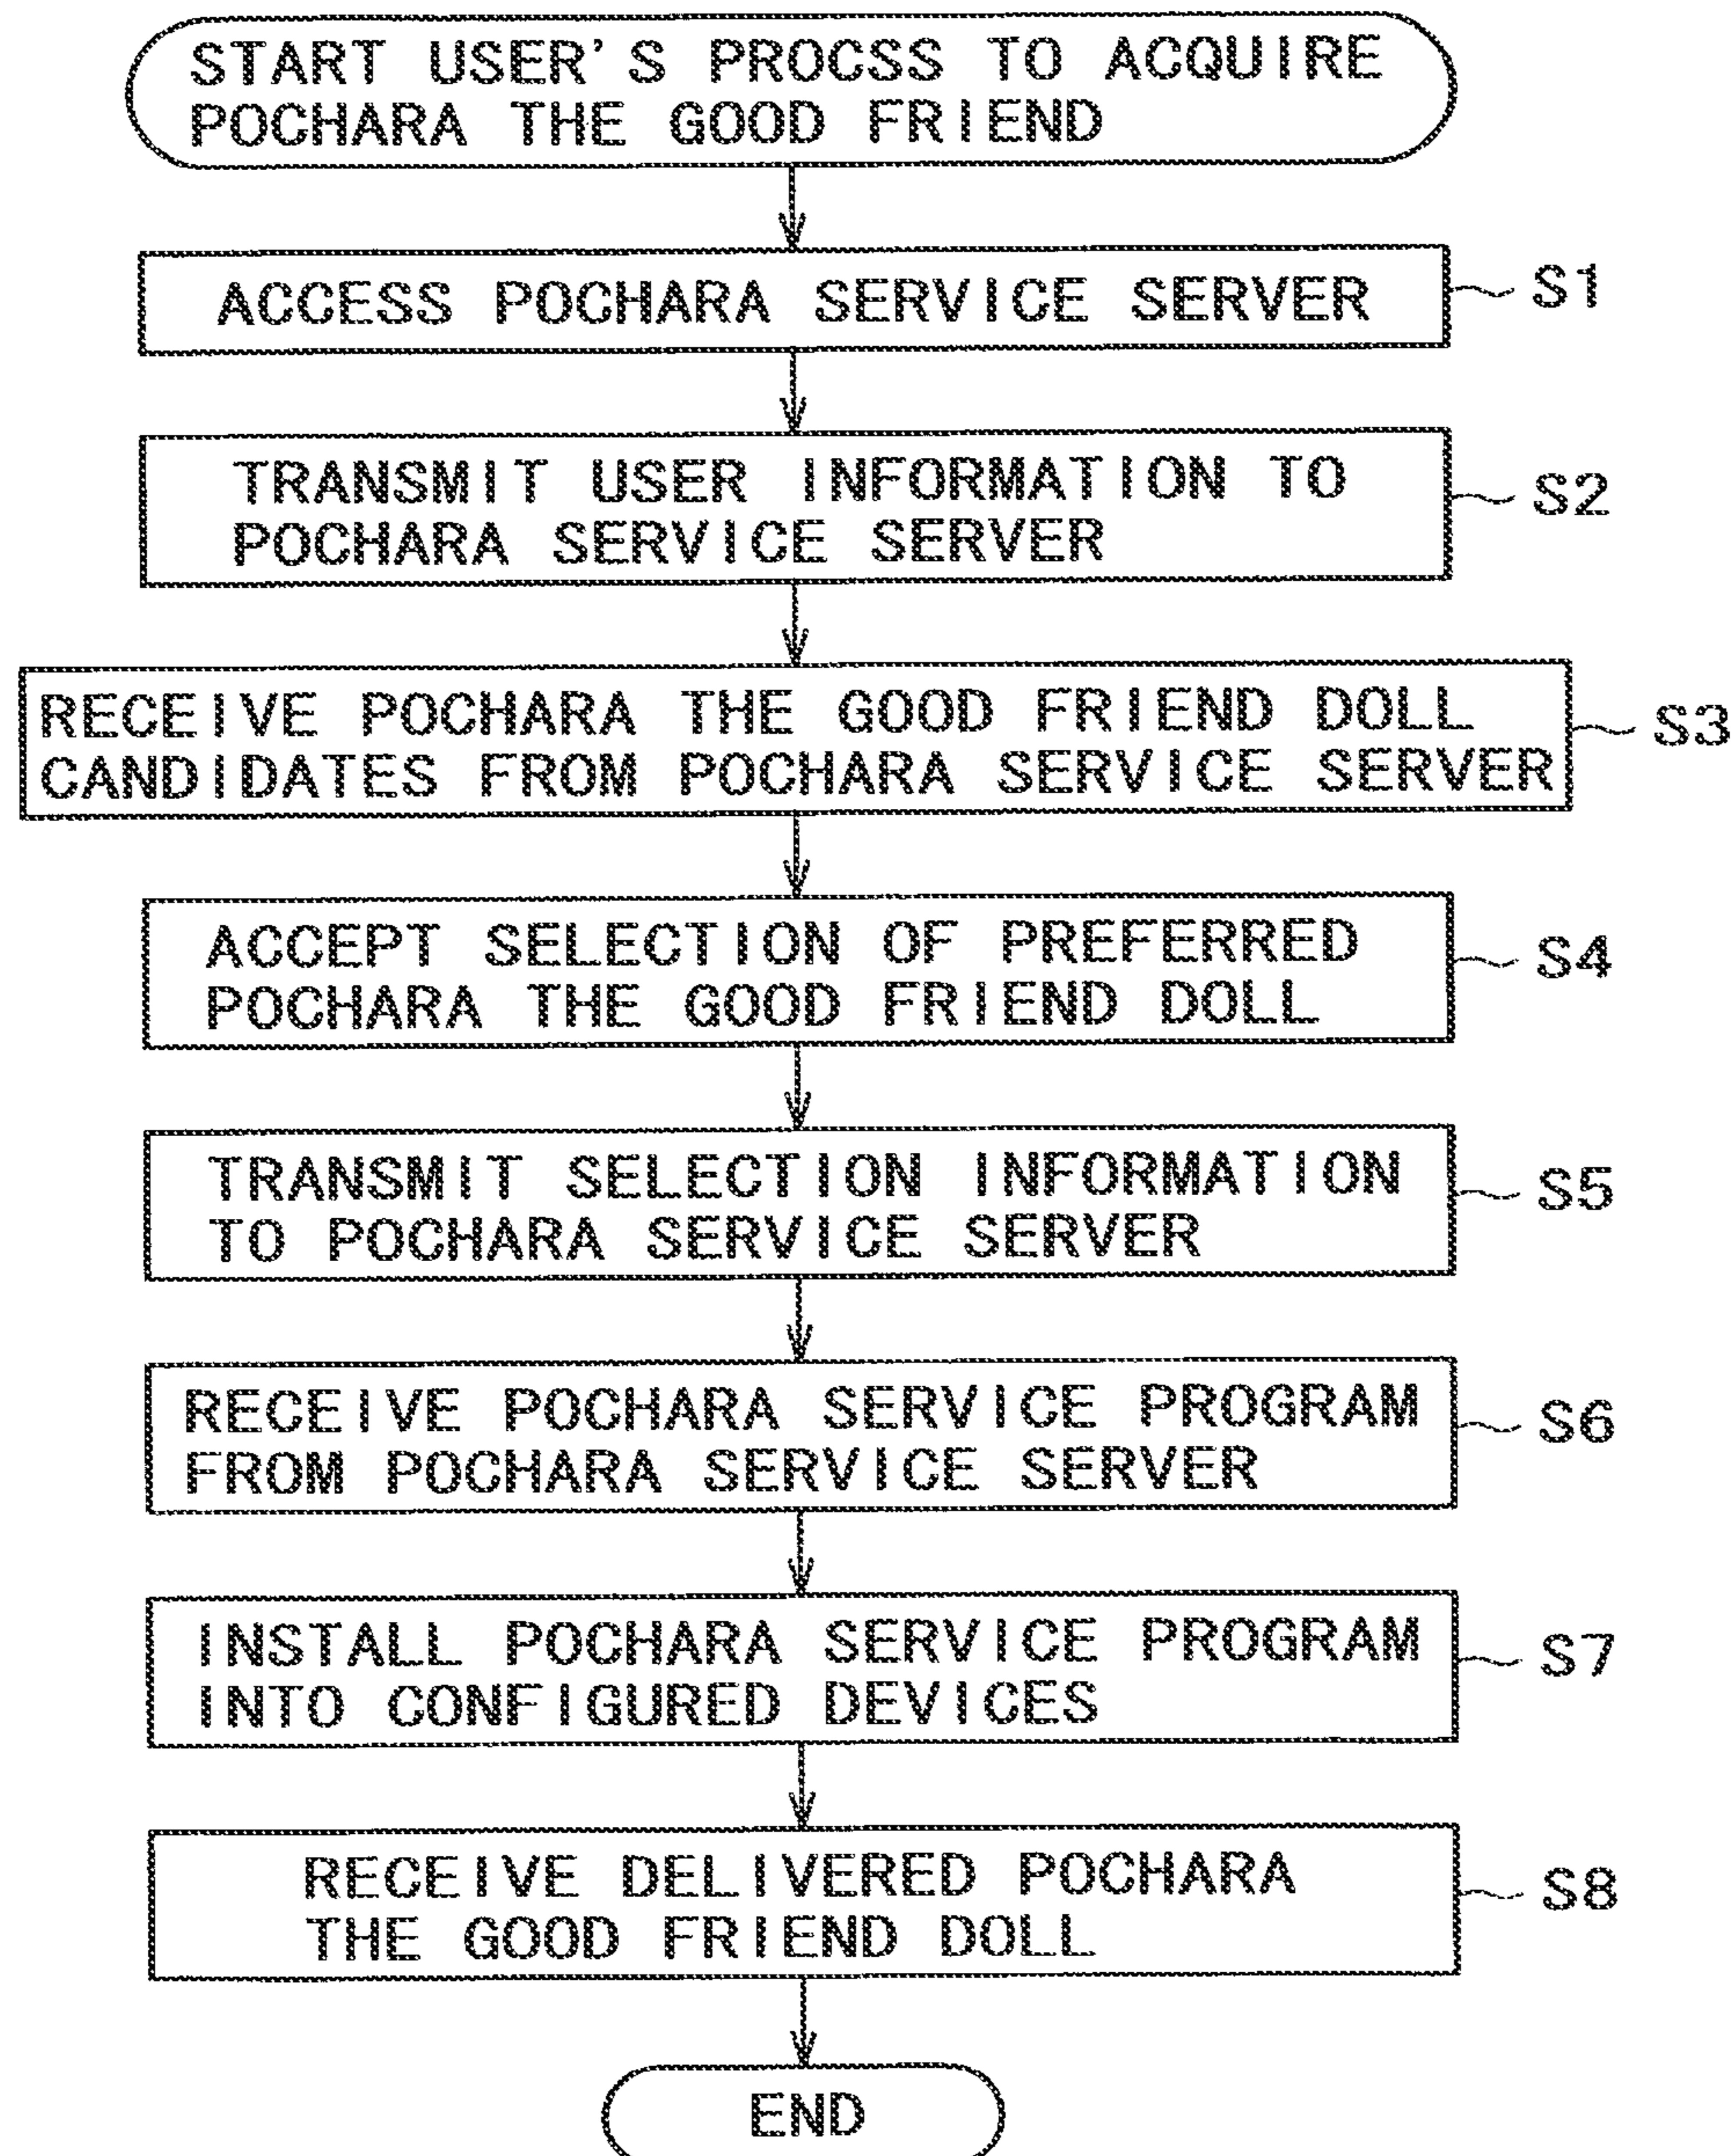 START USER'S PROCSS TO ACQUIRE
POCHARA THE GOOD FRIEND
ACCESS POCHARA SERVICE SERVER
S1
TRANSMIT USER INFORMATION TO
POCHARA SERVICE SERVER
S2
RECEIVE POCHARA THE GOOD FRIEND DOLL
CANDIDATES FROM POCHARA SERVICE SERVER
S3
ACCEPT SELECTION OF PREFERRED
POCHARA THE GOOD FRIEND DOLL
S4
TRANSMIT SELECTION INFORMATION
TO POCHARA SERVICE SERVER
S5
RECEIVE POCHARA SERVICE PROGRAM
FROM POCHARA SERVICE SERVER
S6
INSTALL POCHARA SERVICE PROGRAM
INTO CONFIGURED DEVICES
S7
RECEIVE DELIVERED POCHARA
THE GOOD FRIEND DOLL
S8
END